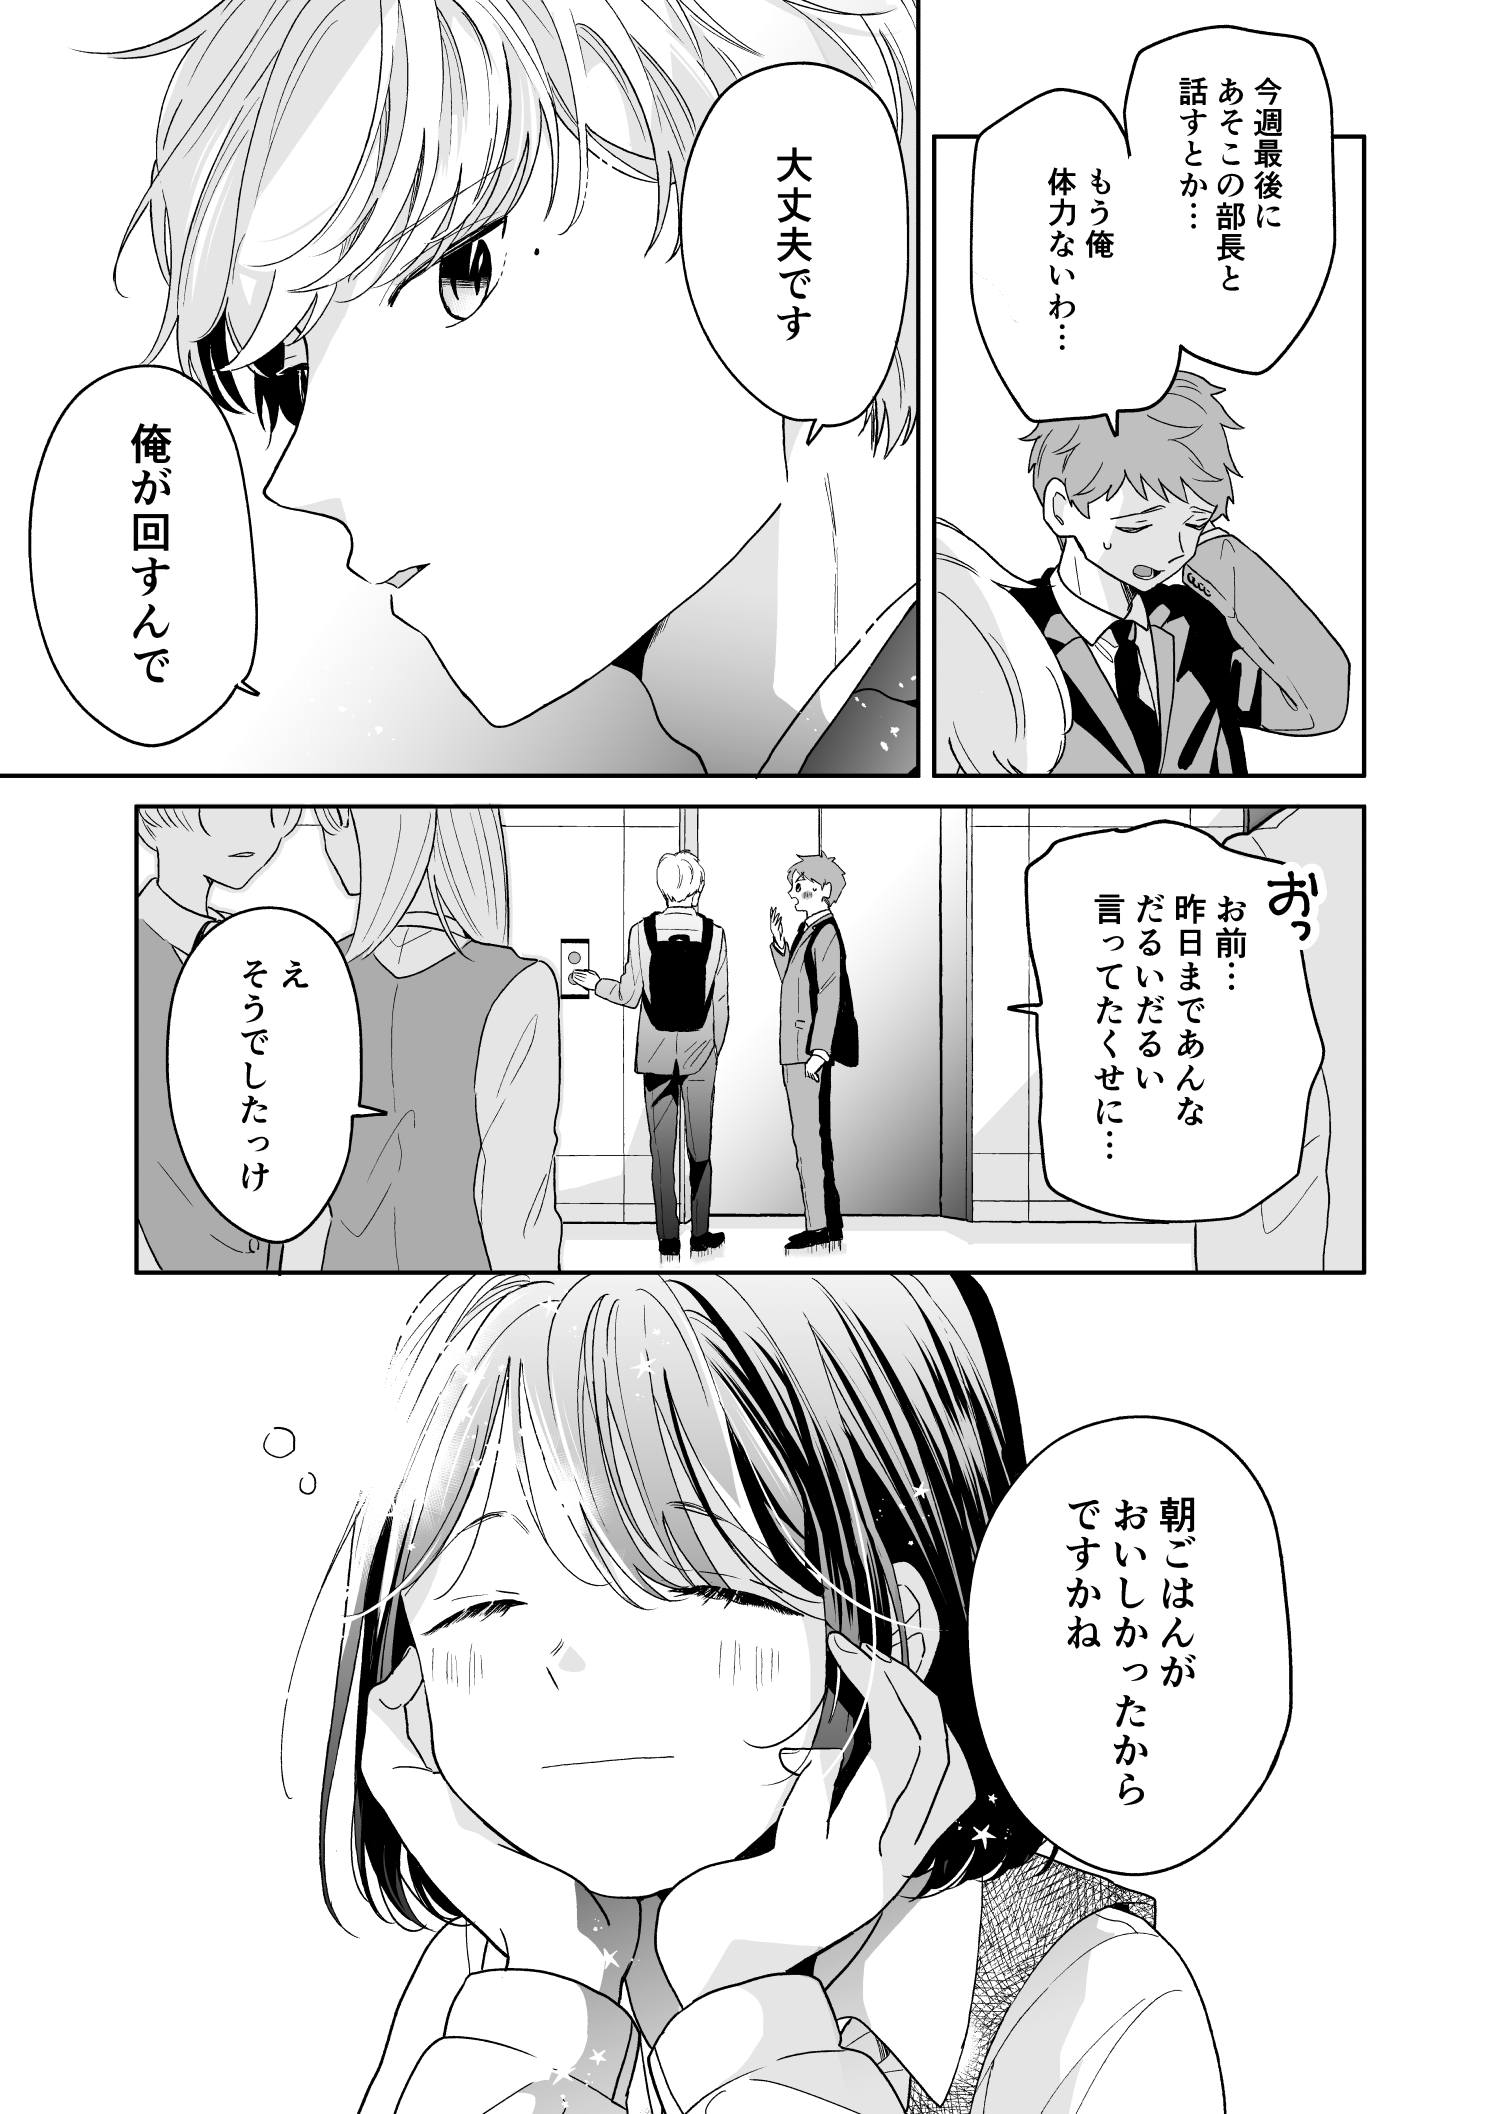 今週最後に
あそこの部長と
話すとか…
もう俺
体力ないわ…
大丈夫です
俺が回すんで
おっ
お前…
昨日まであんな
だるいだるい
言ってたくせに…
え
そうでしたっけ
朝ごはんが
おいしかったから
ですかね